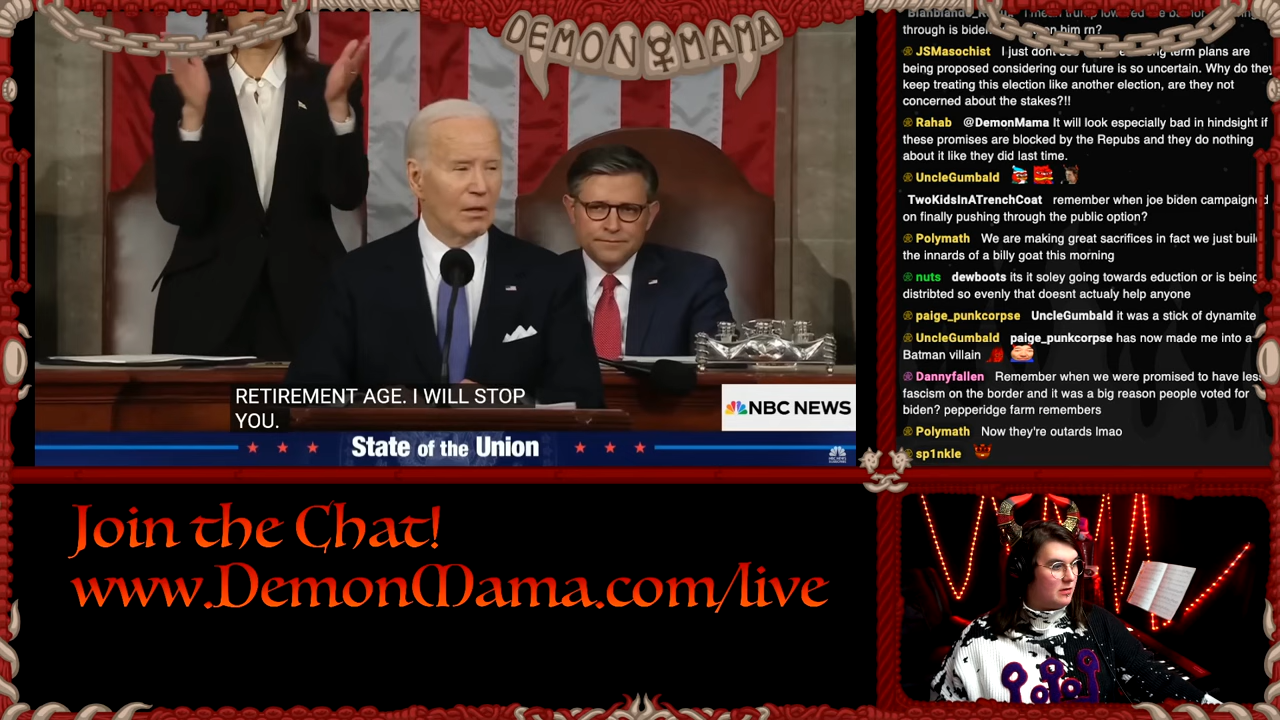 DEMON MAMA
through is biden
him rn?
JSMasochist I just dont
term plans are
being proposed considering our future is so uncertain. Why do they
keep treating this election like another election, are they not
concerned about the stakes?!!
Rahab @DemonMama It will look especially bad in hindsight if
these promises are blocked by the Repubs and they do nothing
about it like they did last time.
UncleGumbald
TwoKidsInATrenchCoat remember when joe biden campaigned
on finally pushing through the public option?
Polymath We are making great sacrifices in fact we just built
the innards of a billy goat this morning
nuts dewboots its it soley going towards eduction or is being
distribted so evenly that doesnt actualy help anyone
paige_punkcorpse UncleGumbald it was a stick of dynamite
UncleGumbald paige_punkcorpse has now made me into a
Batman villain
Dannyfallen Remember when we were promised to have less
fascism on the border and it was a big reason people voted for
biden? pepperidge farm remembers
Polymath Now they're outards lmao
sp1nkle
RETIREMENT AGE. I WILL STOP
YOU.
NBC NEWS
State of the Union
Join the Chat!
www.DemonMama.com/live